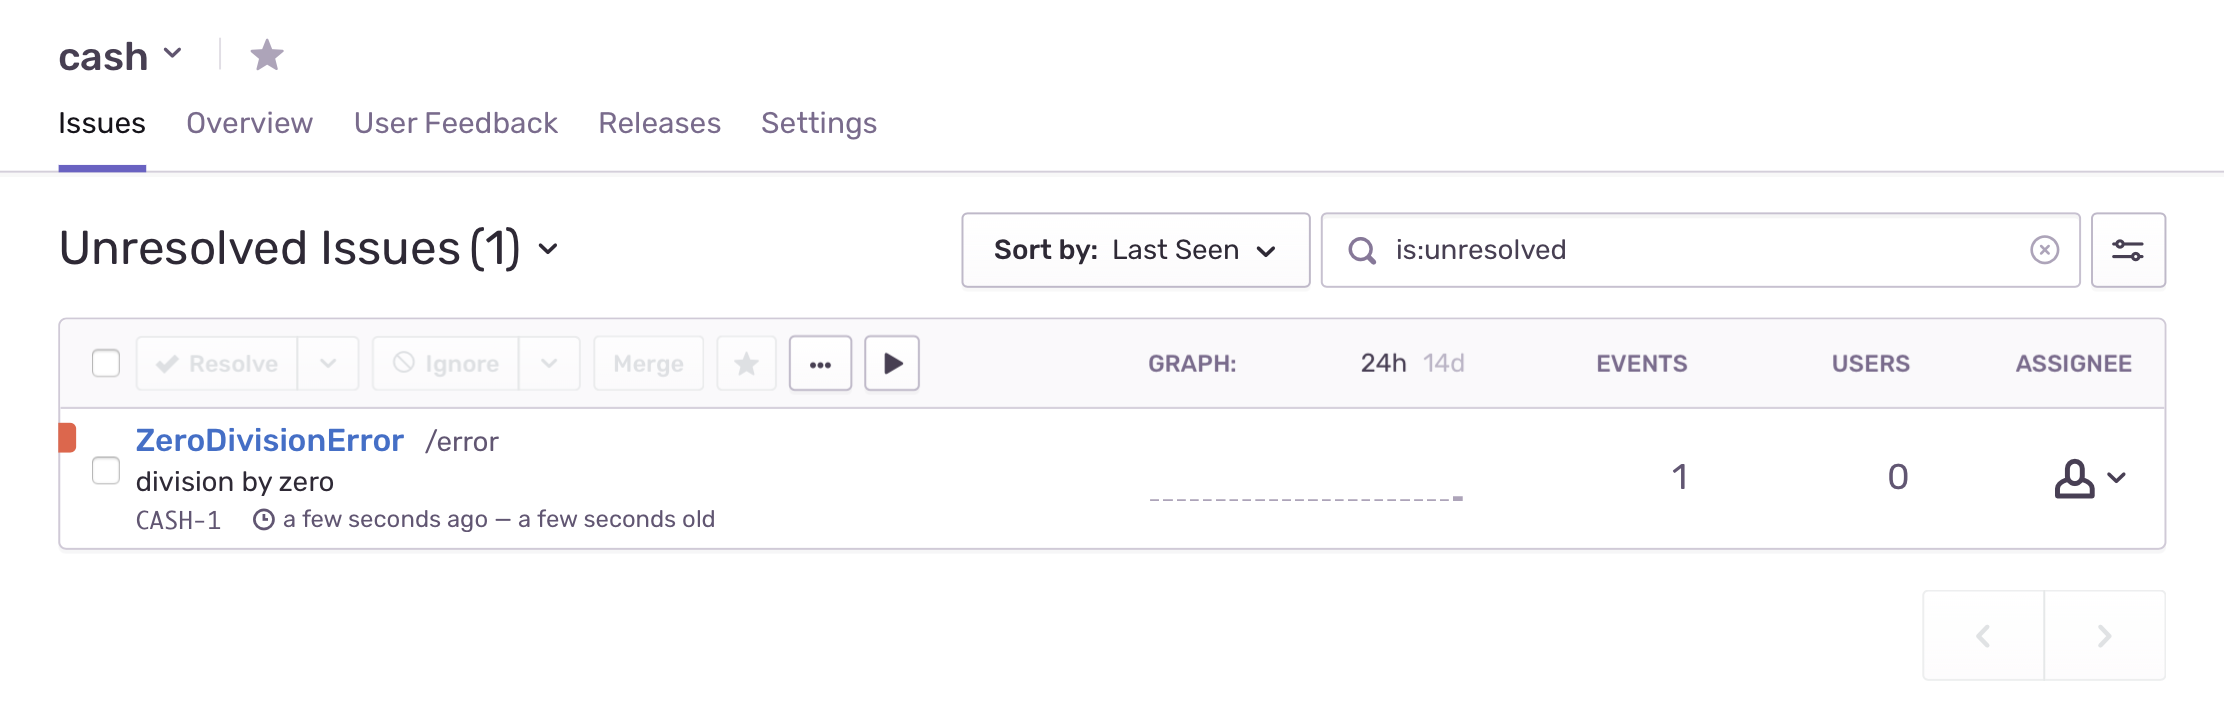 cash
Issues Overview User Feedback Releases Settings
Unresolved Issues (1) Sort by: Last Seen is:unresolved
Resolve Ignore Merge ... GRAPH: 24h 14d EVENTS USERS ASSIGNEE
ZeroDivisionError /error
division by zero 1 0
CASH-1 a few seconds ago — a few seconds old